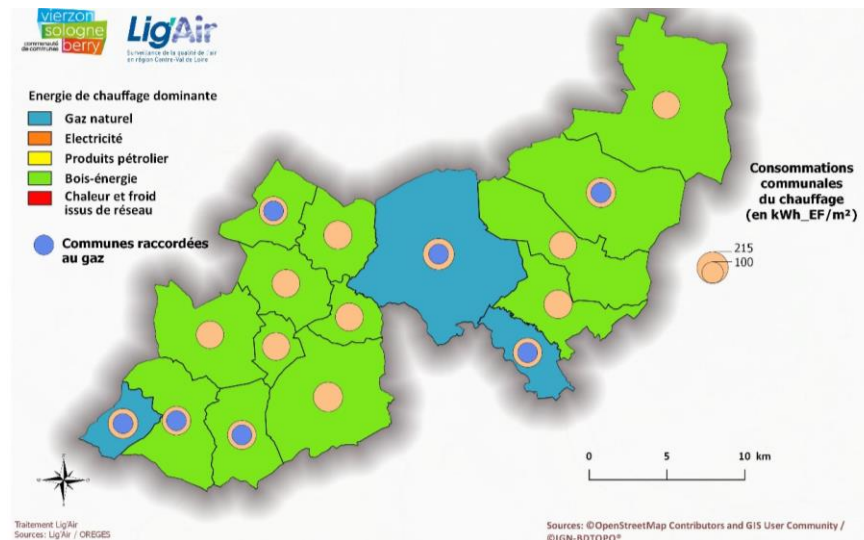 vierzon
sologne
berry
communauté
de communes
Lig'Air
Surveillance de la qualité de l'air
en région Centre-Val de Loire
Energie de chauffage dominante
Gaz naturel
Electricité
Produits pétrolier
Bois-énergie
Chaleur et froid
issus de réseau
Communes raccordées
au gaz
Consommations
communales
du chauffage
(en kWh_EF/m²)
215
100
0 5 10 km
Traitement Lig'Air
Sources: Lig'Air / OREGES
Sources: ©OpenStreetMap Contributors and GIS User Community /
©IGN-BDTOPO®